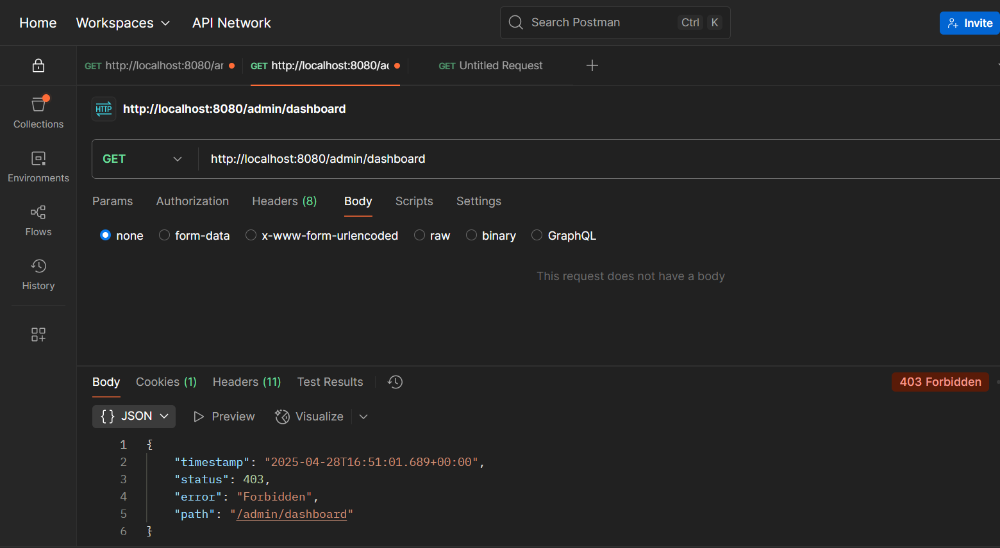 Home Workspaces API Network Search Postman Ctrl K Invite
GET http://localhost:8080/ar GET http://localhost:8080/ac GET Untitled Request
HTTP http://localhost:8080/admin/dashboard
Collections
GET http://localhost:8080/admin/dashboard
Environments
Params Authorization Headers (8) Body Scripts Settings
Flows
none form-data x-www-form-urlencoded raw binary GraphQL
History
This request does not have a body
Body Cookies (1) Headers (11) Test Results 403 Forbidden
{} JSON Preview Visualize
1 {
2 "timestamp": "2025-04-28T16:51:01.689+00:00",
3 "status": 403,
4 "error": "Forbidden",
5 "path": "/admin/dashboard"
6 }